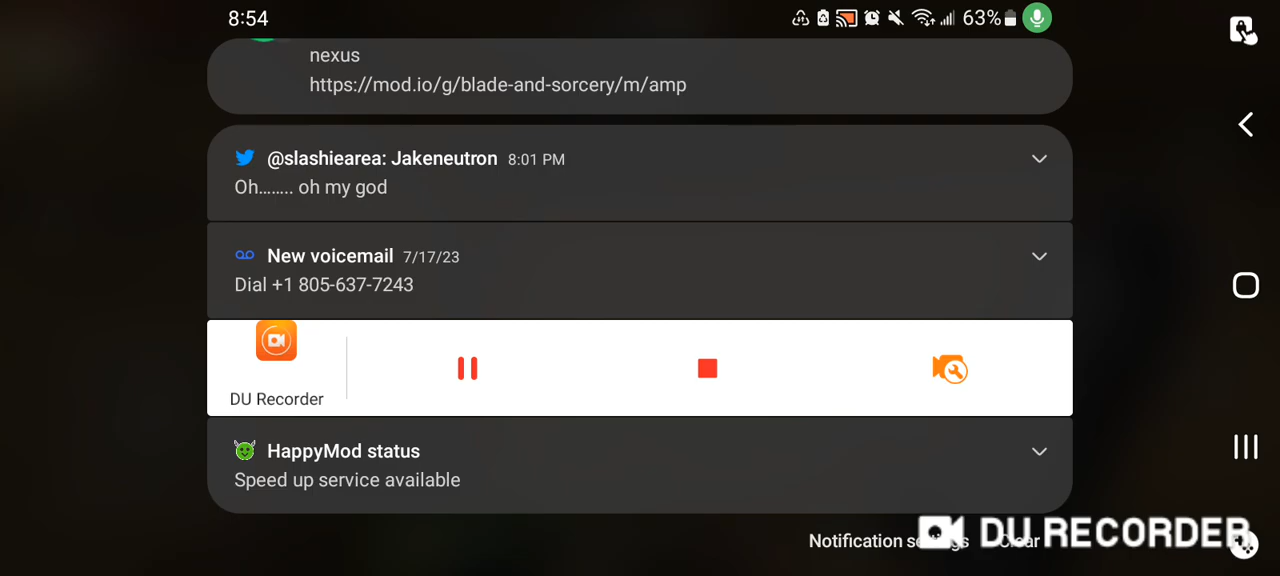 8:54
63%
nexus
https://mod.io/g/blade-and-sorcery/m/amp
@slashiearea: Jakeneutron 8:01 PM
Oh........ oh my god
New voicemail 7/17/23
Dial +1 805-637-7243
DU Recorder
HappyMod status
Speed up service available
Notification settings Clear
DU RECORDER